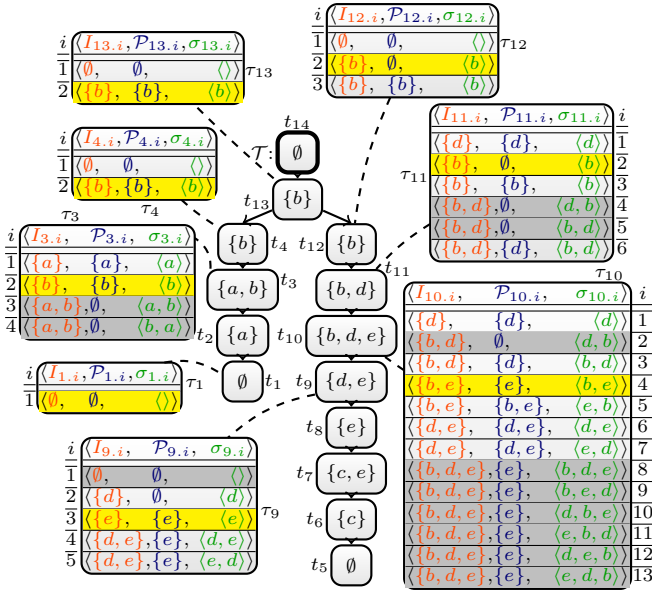 i ⟨I₁₃.ᵢ, 𝒫₁₃.ᵢ, σ₁₃.ᵢ⟩ τ₁₃
1 ⟨∅, ∅, ⟨⟩⟩
2 ⟨{b}, {b}, ⟨b⟩⟩
i ⟨I₁₂.ᵢ, 𝒫₁₂.ᵢ, σ₁₂.ᵢ⟩ τ₁₂
1 ⟨∅, ∅, ⟨⟩⟩
2 ⟨{b}, ∅, ⟨b⟩⟩
3 ⟨{b}, {b}, ⟨b⟩⟩
i ⟨I₄.ᵢ, 𝒫₄.ᵢ, σ₄.ᵢ⟩
1 ⟨∅, ∅, ⟨⟩⟩
2 ⟨{b}, {b}, ⟨b⟩⟩
τ₄
⟨I₁₁.ᵢ, 𝒫₁₁.ᵢ, σ₁₁.ᵢ⟩ i
⟨{d}, {d}, ⟨d⟩⟩ 1
τ₁₁ ⟨{b}, ∅, ⟨b⟩⟩ 2
⟨{b}, {b}, ⟨b⟩⟩ 3
⟨{b, d}, ∅, ⟨d, b⟩⟩ 4
⟨{b, d}, ∅, ⟨b, d⟩⟩ 5
⟨{b, d}, {d}, ⟨b, d⟩⟩ 6
τ₃
i ⟨I₃.ᵢ, 𝒫₃.ᵢ, σ₃.ᵢ⟩
1 ⟨{a}, {a}, ⟨a⟩⟩
2 ⟨{b}, {b}, ⟨b⟩⟩
3 ⟨{a, b}, ∅, ⟨a, b⟩⟩
4 ⟨{a, b}, ∅, ⟨b, a⟩⟩
t₁₄
𝒯: ∅
t₁₃ {b}
{b} t₄
t₁₂ {b}
{a, b} t₃
{b, d} t₁₁
t₂ {a}
t₁₀ {b, d, e}
∅ t₁
t₉ {d, e}
t₈ {e}
t₇ {c, e}
t₆ {c}
t₅ ∅
i ⟨I₁.ᵢ, 𝒫₁.ᵢ, σ₁.ᵢ⟩ τ₁
1 ⟨∅, ∅, ⟨⟩⟩
τ₁₀
⟨I₁₀.ᵢ, 𝒫₁₀.ᵢ, σ₁₀.ᵢ⟩ i
⟨{d}, {d}, ⟨d⟩⟩ 1
⟨{b, d}, ∅, ⟨d, b⟩⟩ 2
⟨{b, d}, {d}, ⟨b, d⟩⟩ 3
⟨{b, e}, {e}, ⟨b, e⟩⟩ 4
⟨{b, e}, {b, e}, ⟨e, b⟩⟩ 5
⟨{d, e}, {d, e}, ⟨d, e⟩⟩ 6
⟨{d, e}, {d, e}, ⟨e, d⟩⟩ 7
⟨{b, d, e}, {e}, ⟨b, d, e⟩⟩ 8
⟨{b, d, e}, {e}, ⟨b, e, d⟩⟩ 9
⟨{b, d, e}, {e}, ⟨d, b, e⟩⟩ 10
⟨{b, d, e}, {e}, ⟨e, b, d⟩⟩ 11
⟨{b, d, e}, {e}, ⟨d, e, b⟩⟩ 12
⟨{b, d, e}, {e}, ⟨e, d, b⟩⟩ 13
i ⟨I₉.ᵢ, 𝒫₉.ᵢ, σ₉.ᵢ⟩
1 ⟨∅, ∅, ⟨⟩⟩
2 ⟨{d}, ∅, ⟨d⟩⟩
3 ⟨{e}, {e}, ⟨e⟩⟩ τ₉
4 ⟨{d, e}, {e}, ⟨d, e⟩⟩
5 ⟨{d, e}, {e}, ⟨e, d⟩⟩